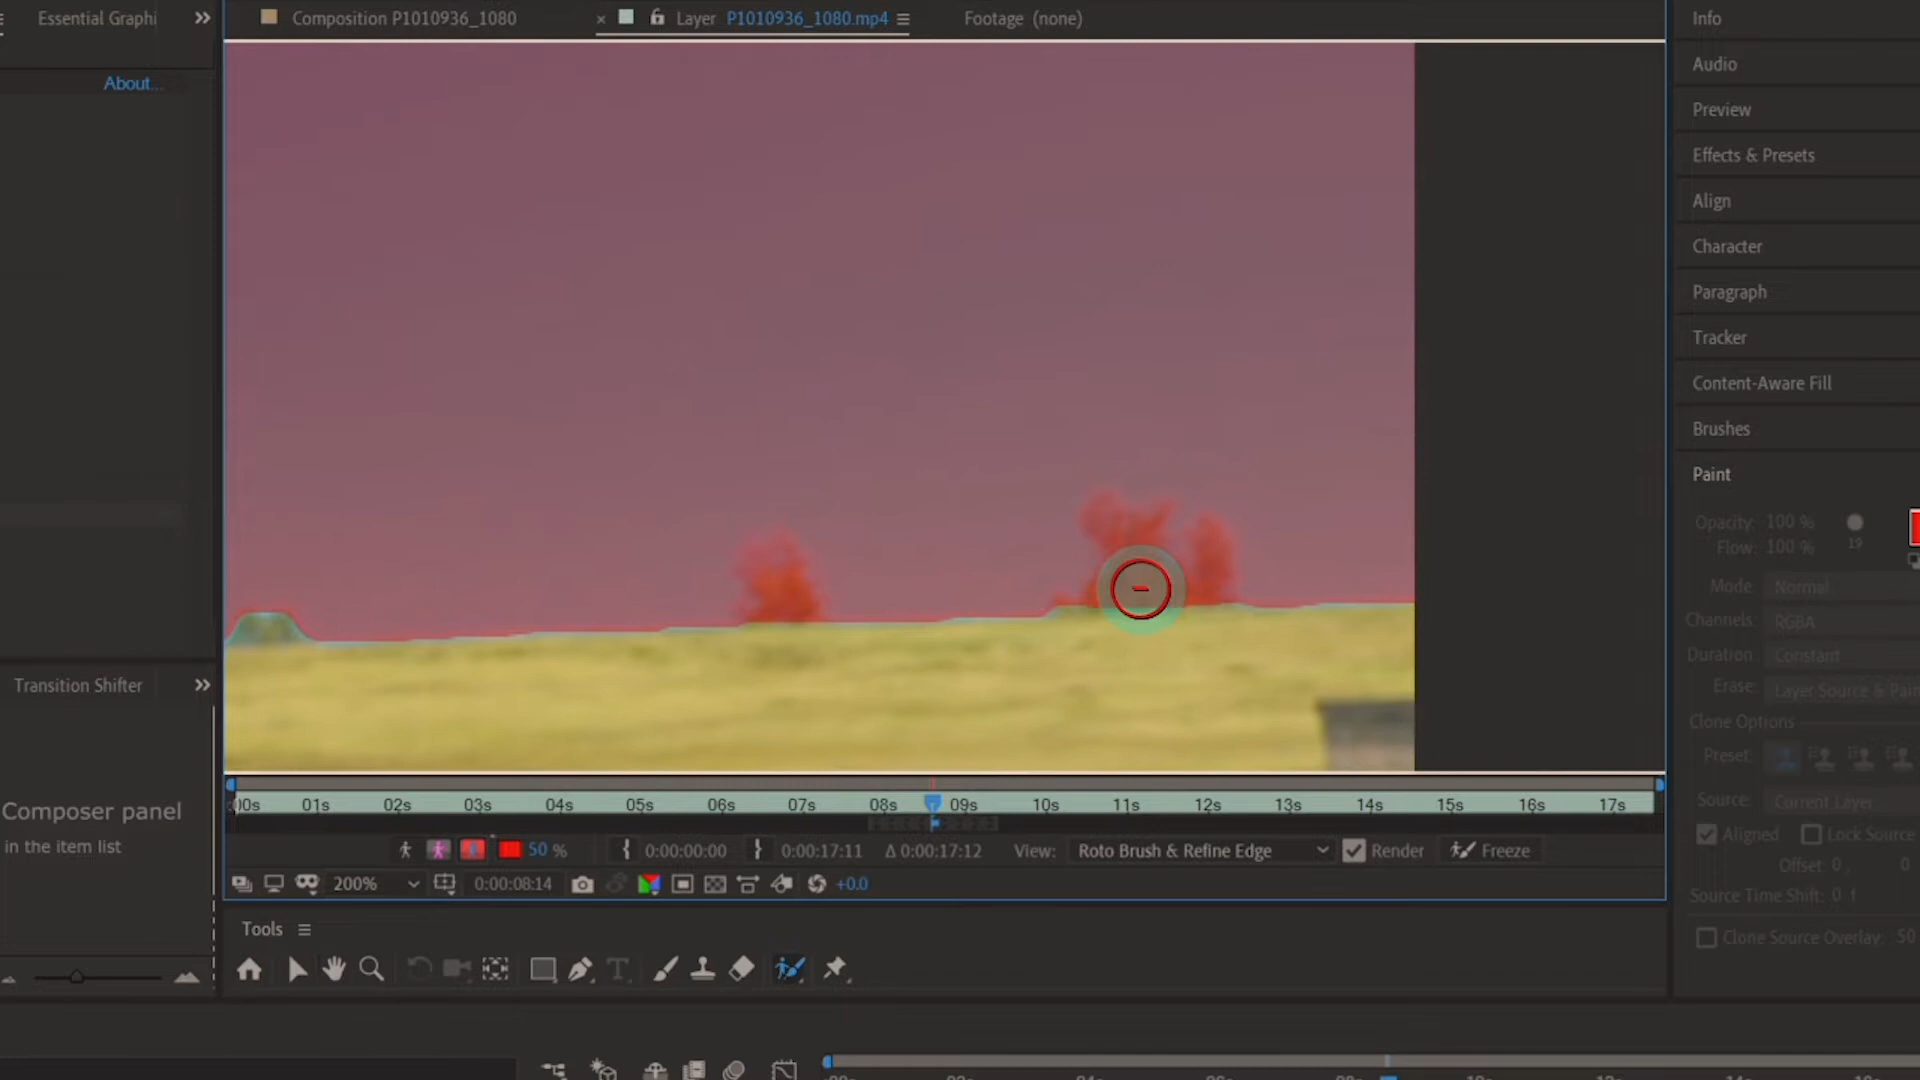 Essential Graphi
Composition P1010936_1080
Layer P1010936_1080.mp4
Footage (none)
About...
Info
Audio
Preview
Effects & Presets
Align
Character
Paragraph
Tracker
Content-Aware Fill
Brushes
Paint
Opacity: 100 %
Flow: 100 %
19
Mode: Normal
Channels: RGBA
Duration: Constant
Erase: Layer Source & Pain
Clone Options
Preset:
Source: Current Layer
Aligned Lock Source
Offset: 0 , 0
Source Time Shift: 0 f
Clone Source Overlay: 50
Transition Shifter
Composer panel
in the item list
00s 01s 02s 03s 04s 05s 06s 07s 08s 09s 10s 11s 12s 13s 14s 15s 16s 17s
50 % 0:00:00:00 0:00:17:11 Δ 0:00:17:12 View: Roto Brush & Refine Edge Render Freeze
200% 0:00:08:14 +0.0
Tools